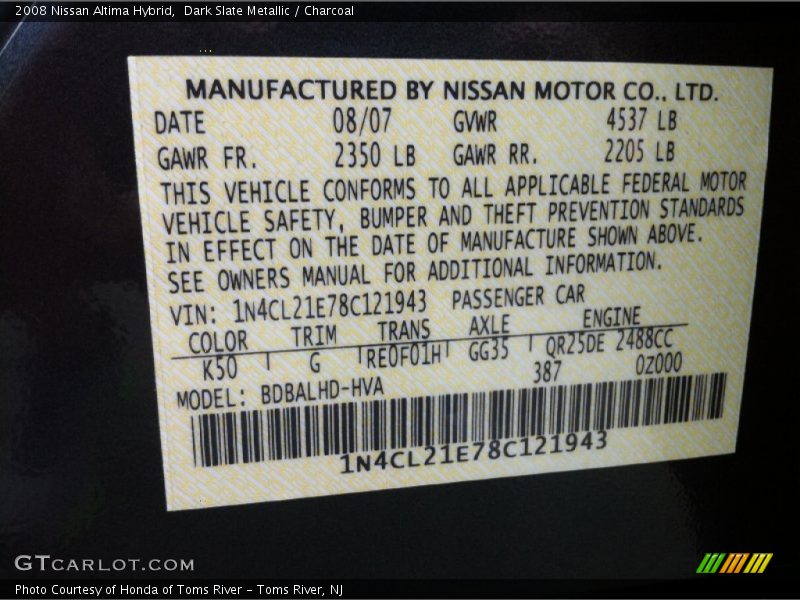 2008 Nissan Altima Hybrid,  Dark Slate Metallic / Charcoal
MANUFACTURED BY NISSAN MOTOR CO., LTD.
DATE 08/07 GVWR 4537 LB
GAWR FR. 2350 LB GAWR RR. 2205 LB
THIS VEHICLE CONFORMS TO ALL APPLICABLE FEDERAL MOTOR
VEHICLE SAFETY, BUMPER AND THEFT PREVENTION STANDARDS
IN EFFECT ON THE DATE OF MANUFACTURE SHOWN ABOVE.
SEE OWNERS MANUAL FOR ADDITIONAL INFORMATION.
VIN: 1N4CL21E78C121943 PASSENGER CAR
COLOR TRIM TRANS AXLE ENGINE
K50 G RE0F01H GG35 QR25DE 2488CC
387 0Z000
MODEL: BDBALHD-HVA
1N4CL21E78C121943
GTCARLOT.COM
Photo Courtesy of Honda of Toms River – Toms River, NJ